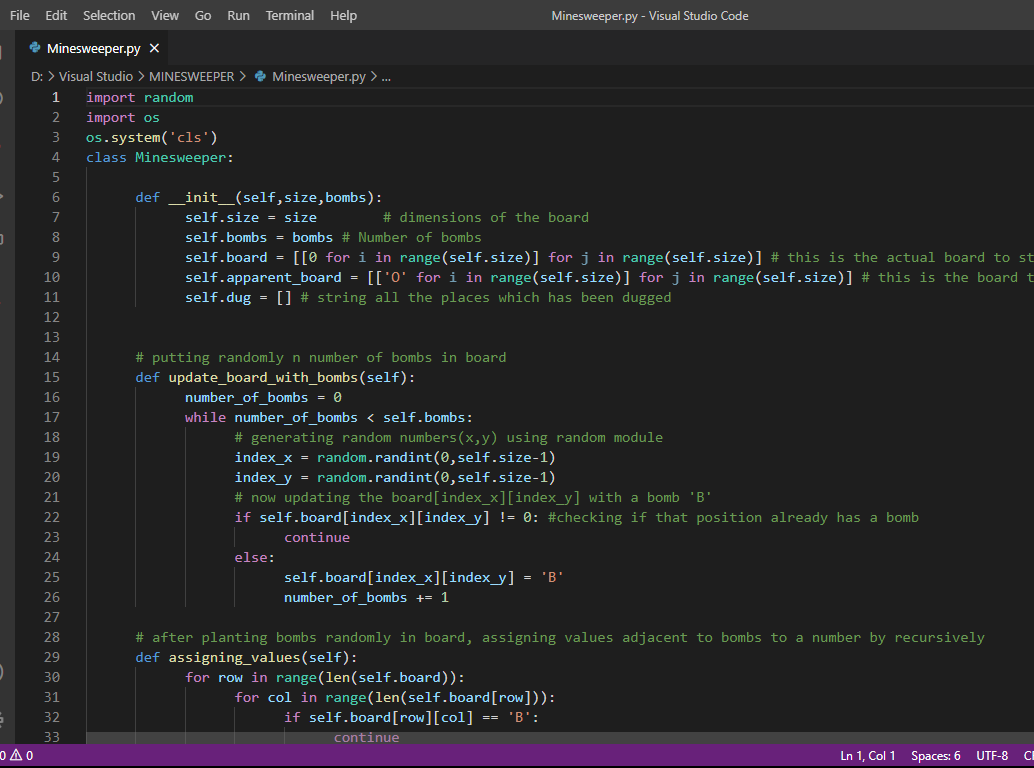 File Edit Selection View Go Run Terminal Help Minesweeper.py - Visual Studio Code
Minesweeper.py ×
D: > Visual Studio > MINESWEEPER > Minesweeper.py > ...
1 import random
2 import os
3 os.system('cls')
4 class Minesweeper:
5
6 def __init__(self,size,bombs):
7 self.size = size # dimensions of the board
8 self.bombs = bombs # Number of bombs
9 self.board = [[0 for i in range(self.size)] for j in range(self.size)] # this is the actual board to st
10 self.apparent_board = [['O' for i in range(self.size)] for j in range(self.size)] # this is the board t
11 self.dug = [] # string all the places which has been dugged
12
13
14 # putting randomly n number of bombs in board
15 def update_board_with_bombs(self):
16 number_of_bombs = 0
17 while number_of_bombs < self.bombs:
18 # generating random numbers(x,y) using random module
19 index_x = random.randint(0,self.size-1)
20 index_y = random.randint(0,self.size-1)
21 # now updating the board[index_x][index_y] with a bomb 'B'
22 if self.board[index_x][index_y] != 0: #checking if that position already has a bomb
23 continue
24 else:
25 self.board[index_x][index_y] = 'B'
26 number_of_bombs += 1
27
28 # after planting bombs randomly in board, assigning values adjacent to bombs to a number by recursively
29 def assigning_values(self):
30 for row in range(len(self.board)):
31 for col in range(len(self.board[row])):
32 if self.board[row][col] == 'B':
33 continue
0 0 Ln 1, Col 1 Spaces: 6 UTF-8